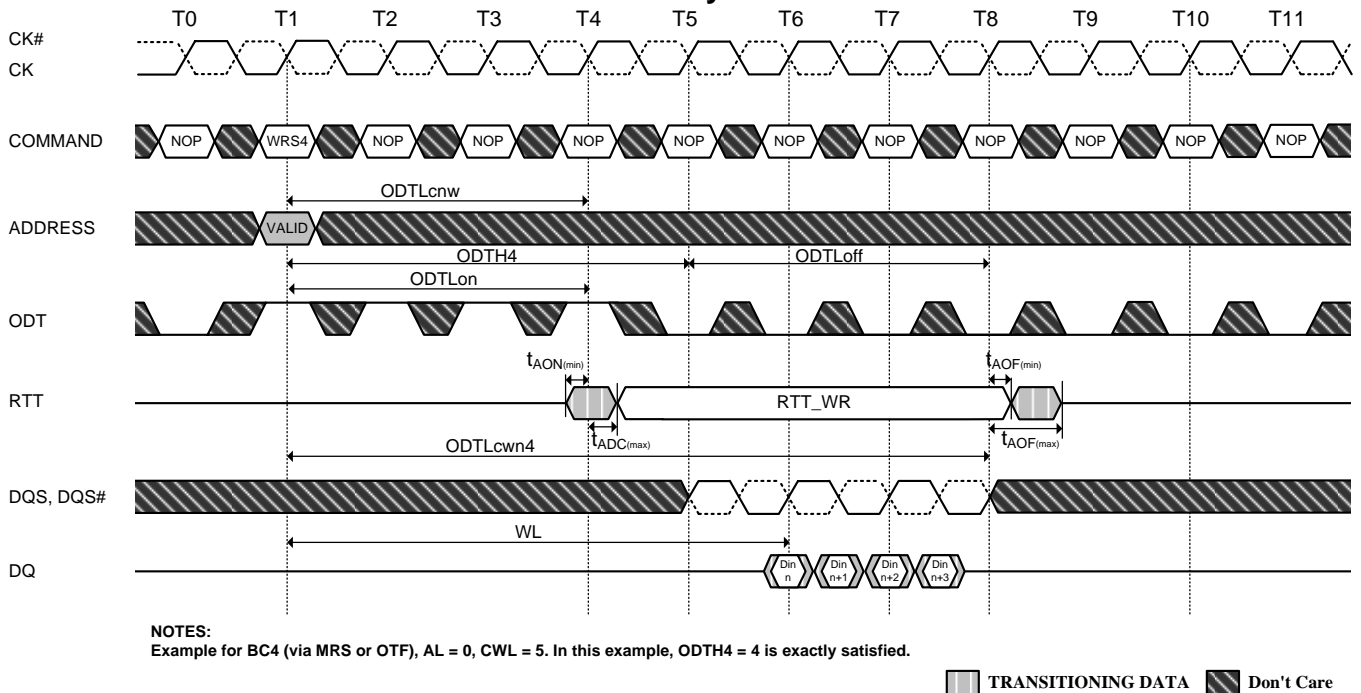 T0 T1 T2 T3 T4 T5 T6 T7 T8 T9 T10 T11
CK#
CK
COMMAND NOP WRS4 NOP NOP NOP NOP NOP NOP NOP NOP NOP NOP
ODTLcnw
ADDRESS VALID
ODTH4 ODTLoff
ODTLon
ODT
tAON(min) tAOF(min)
RTT RTT_WR
tADC(max) tAOF(max)
ODTLcwn4
DQS, DQS#
WL
DQ Din n Din n+1 Din n+2 Din n+3
NOTES:
Example for BC4 (via MRS or OTF), AL = 0, CWL = 5. In this example, ODTH4 = 4 is exactly satisfied.
TRANSITIONING DATA Don't Care